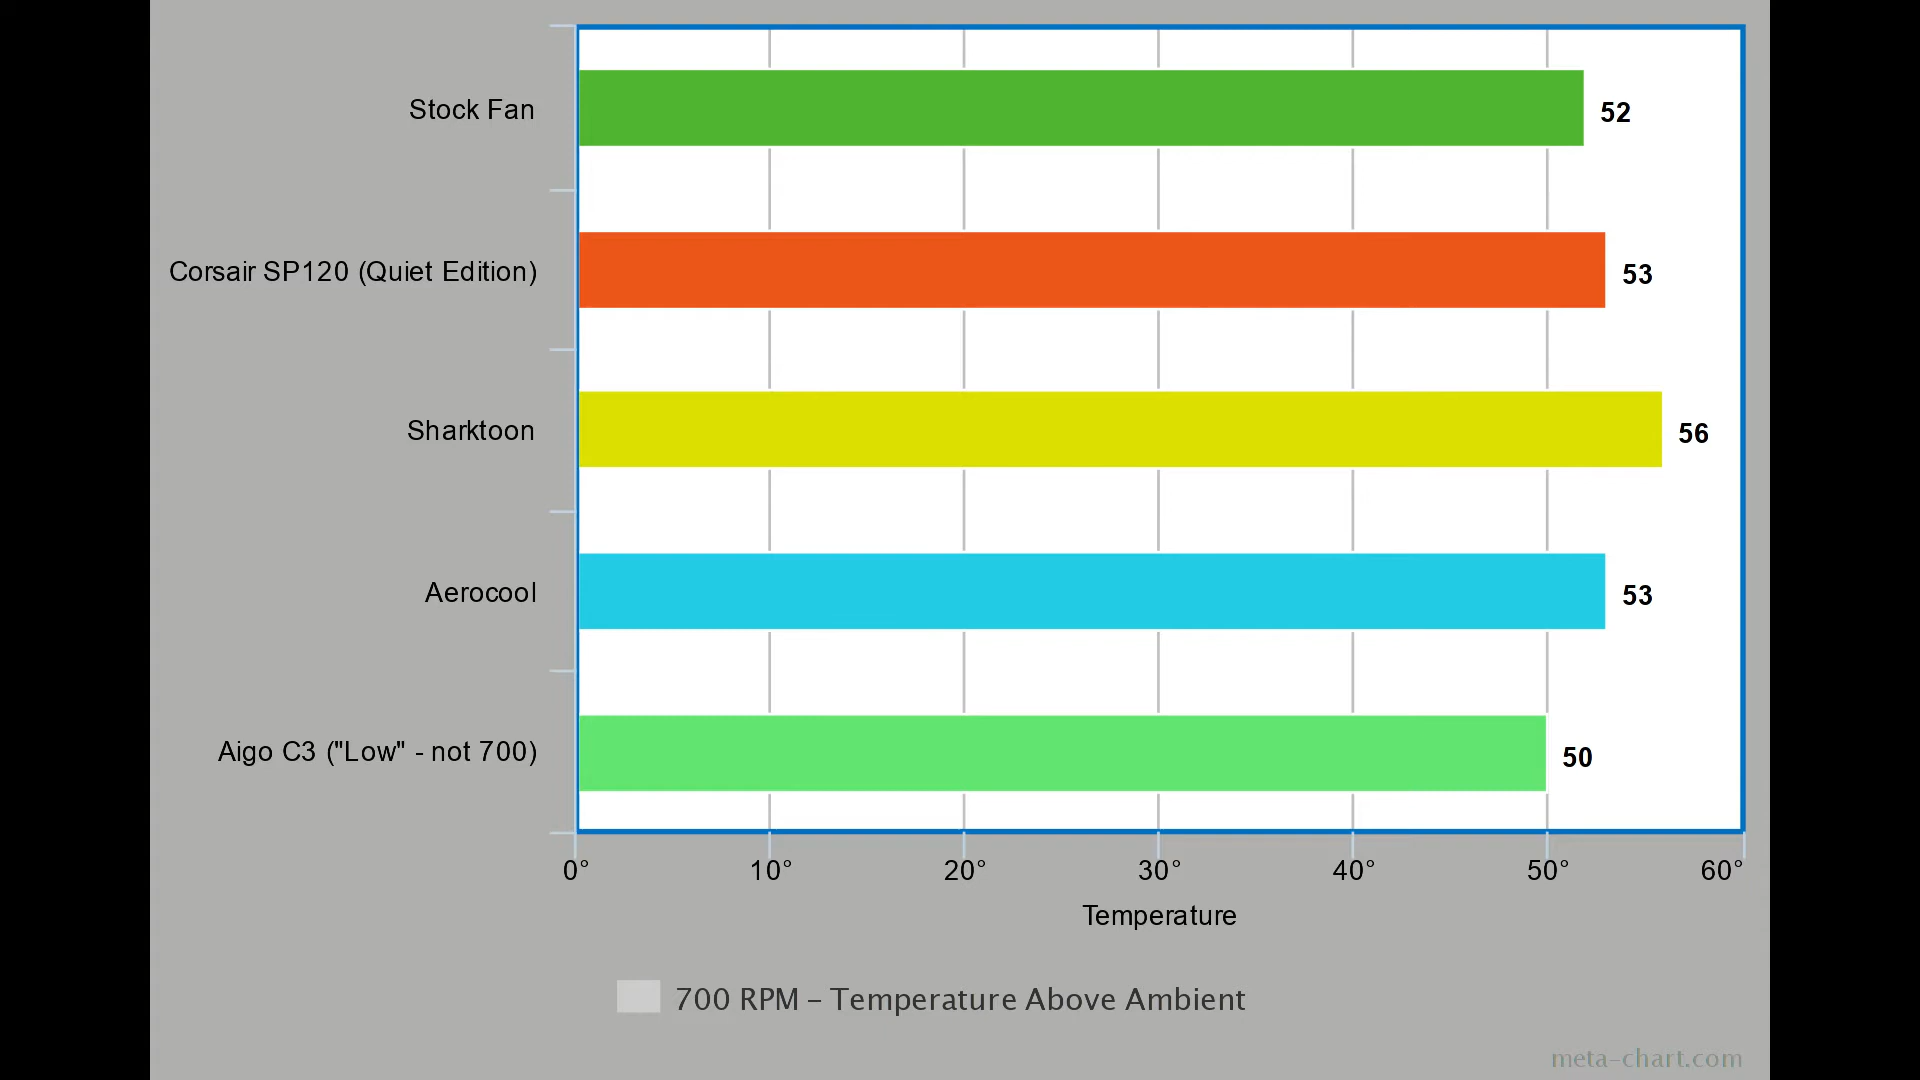 Stock Fan
52
Corsair SP120 (Quiet Edition)
53
Sharktoon
56
Aerocool
53
Aigo C3 ("Low" - not 700)
50
0° 10° 20° 30° 40° 50° 60°
Temperature
700 RPM – Temperature Above Ambient
meta-chart.com